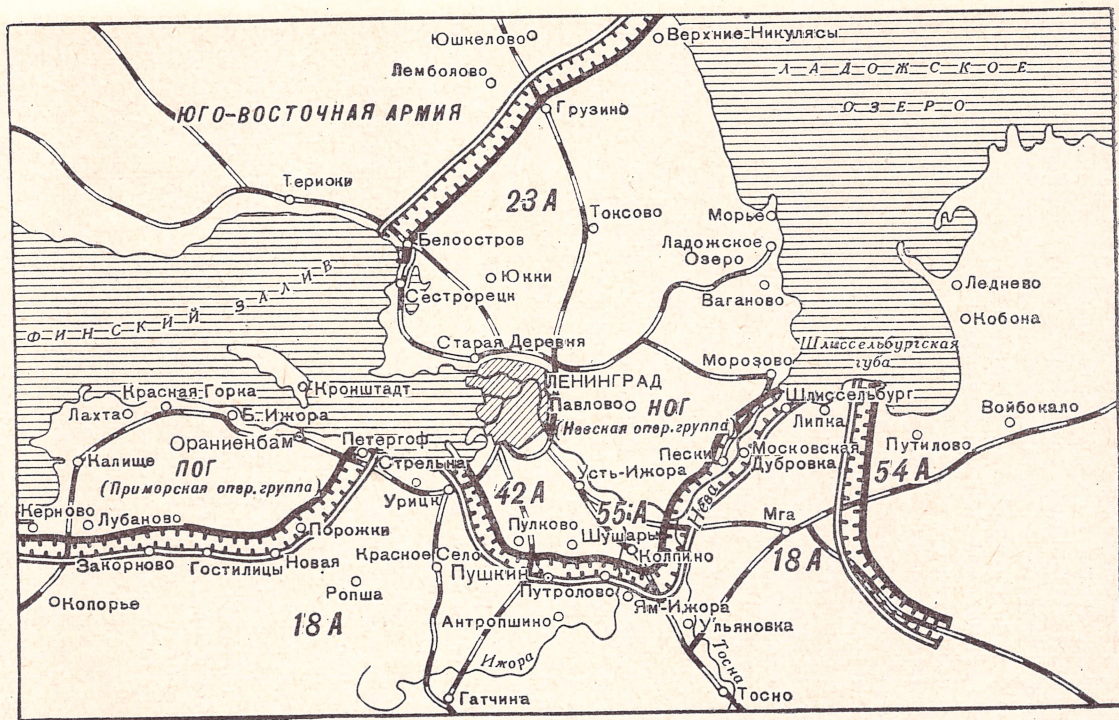 Юшкелово
Верхние Никулясы
Лемболово
ЛАДОЖСКОЕ
ОЗЕРО
ЮГО-ВОСТОЧНАЯ АРМИЯ
Грузино
Териоки
23 А
Токсово
Морье
Белоостров
Ладожское
Озеро
Юкки
Сестрорецк
Ваганово
Леднево
Кобона
ФИНСКИЙ ЗАЛИВ
Старая Деревня
Шлиссельбургская
губа
Морозово
Красная Горка
Кронштадт
ЛЕНИНГРАД
Шлиссельбург
Лахта
Б. Ижора
Павлово
НОГ
Липка
Войбокало
(Невская опер. группа)
Ораниенбам
Петергоф
Путилово
Калище
ПОГ
Стрельна
Пески
Московская
Дубровка
(Приморская опер. группа)
Усть-Ижора
54 А
Урицк
42 А
Нева
Керново
Лубаново
Порожки
Пулково
55 А
Мга
Шушары
Красное Село
Колпино
18 А
Закорново
Гостилицы
Новая
Пушкин
Путролово
Копорье
Ропша
Ям-Ижора
18 А
Антропшино
Ульяновка
Ижора
Тосна
Гатчина
Тосно